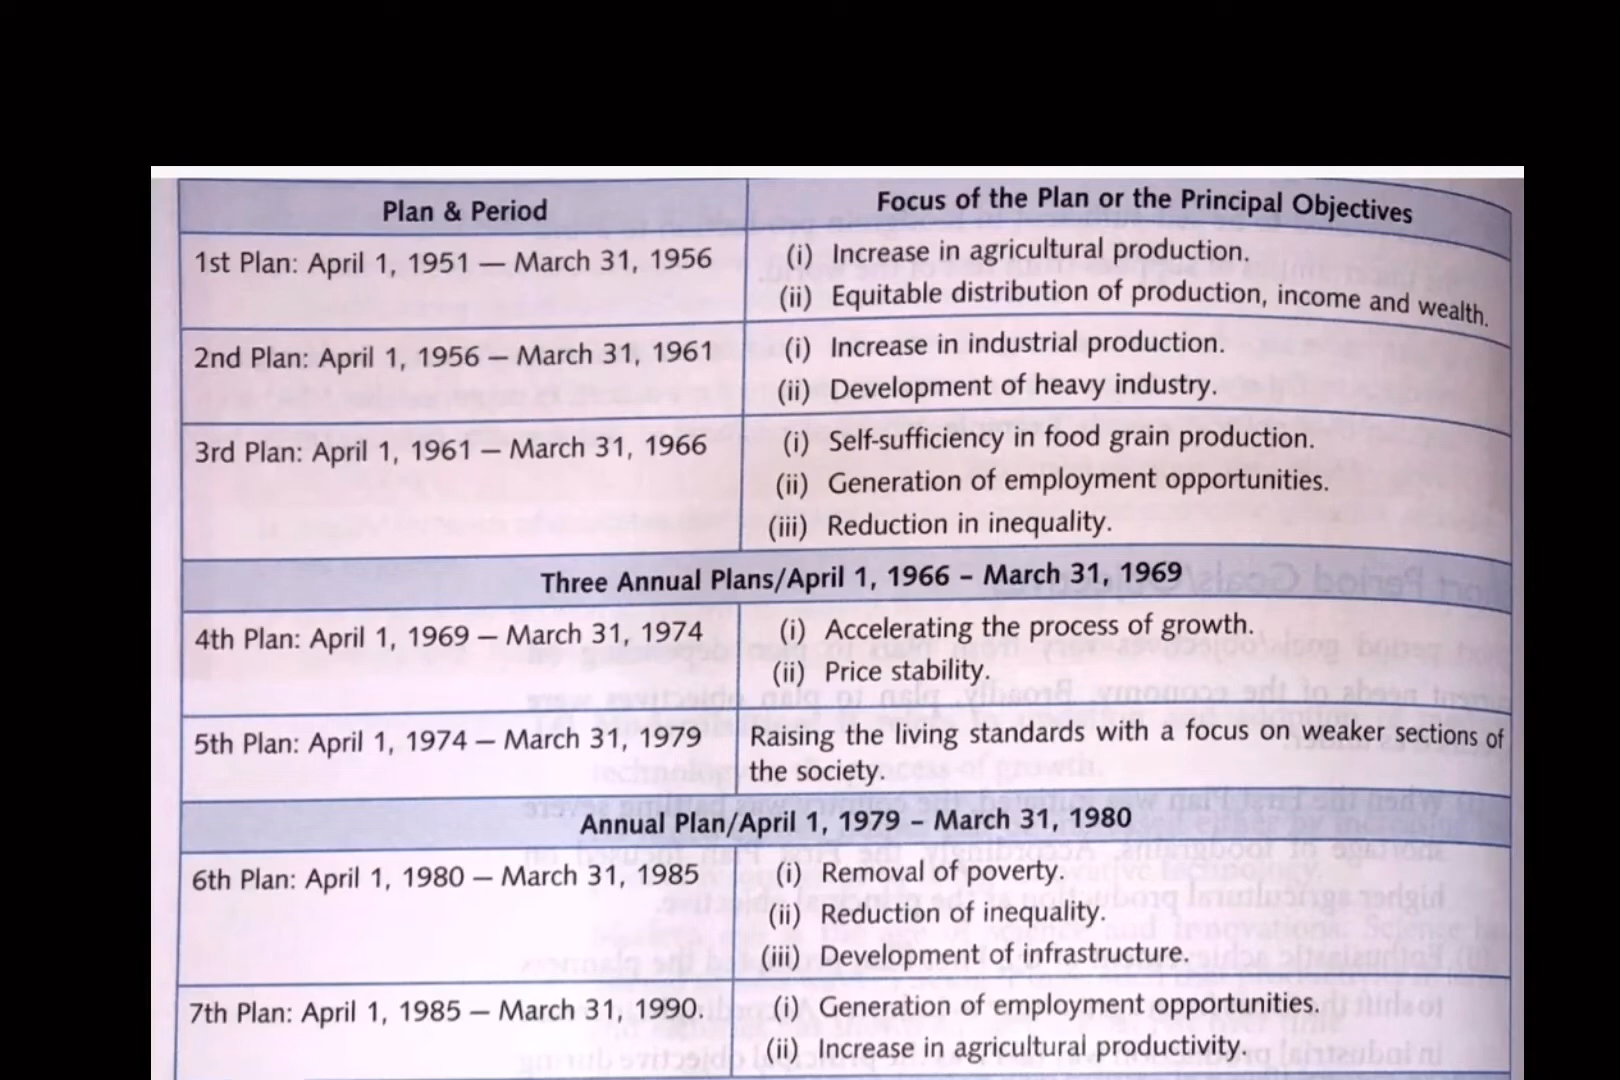 Plan & Period
Focus of the Plan or the Principal Objectives
1st Plan: April 1, 1951 — March 31, 1956
(i) Increase in agricultural production.
(ii) Equitable distribution of production, income and wealth.
2nd Plan: April 1, 1956 — March 31, 1961
(i) Increase in industrial production.
(ii) Development of heavy industry.
3rd Plan: April 1, 1961 — March 31, 1966
(i) Self-sufficiency in food grain production.
(ii) Generation of employment opportunities.
(iii) Reduction in inequality.
Three Annual Plans/April 1, 1966 – March 31, 1969
4th Plan: April 1, 1969 — March 31, 1974
(i) Accelerating the process of growth.
(ii) Price stability.
5th Plan: April 1, 1974 — March 31, 1979
Raising the living standards with a focus on weaker sections of
the society.
Annual Plan/April 1, 1979 – March 31, 1980
6th Plan: April 1, 1980 — March 31, 1985
(i) Removal of poverty.
(ii) Reduction of inequality.
(iii) Development of infrastructure.
7th Plan: April 1, 1985 — March 31, 1990.
(i) Generation of employment opportunities.
(ii) Increase in agricultural productivity.